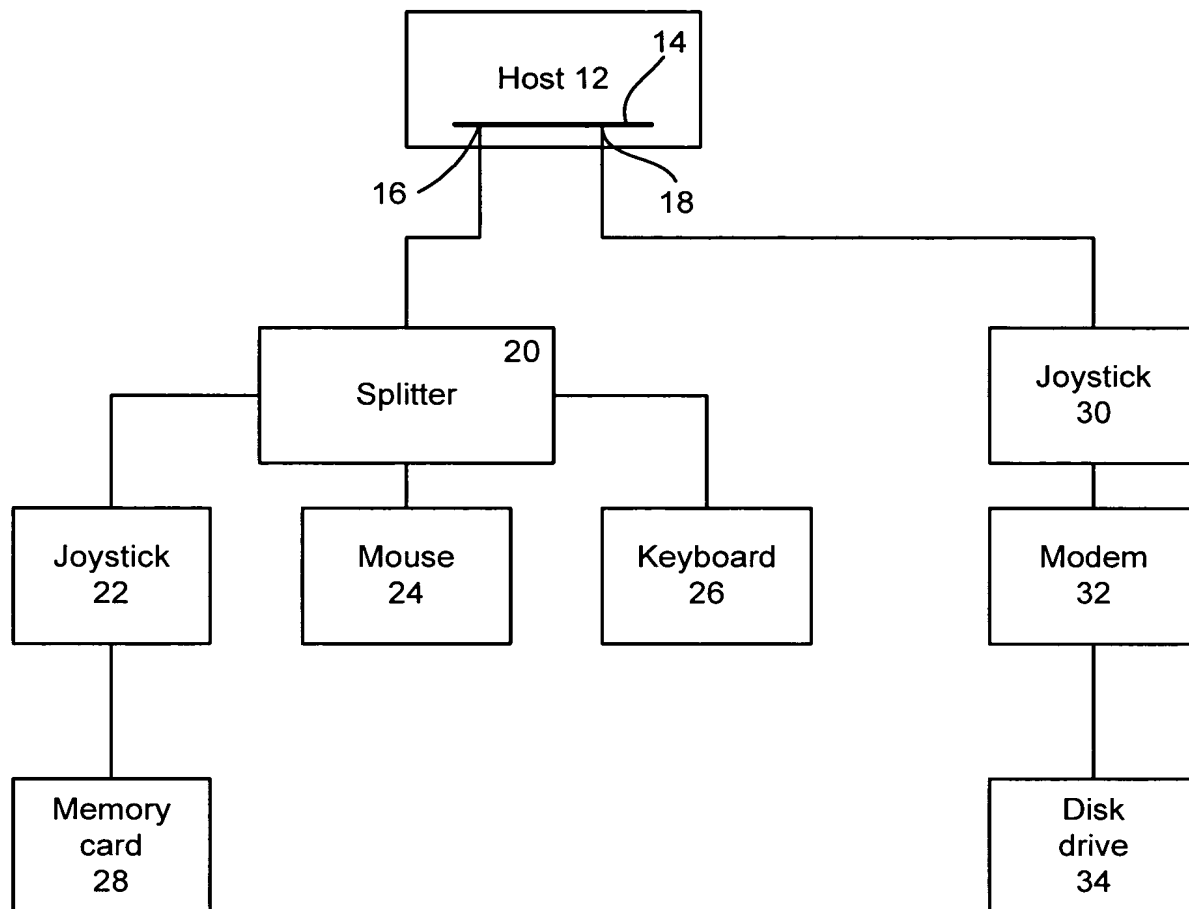 14
Host 12
16
18
20
Splitter
Joystick
30
Joystick
22
Mouse
24
Keyboard
26
Modem
32
Memory
card
28
Disk
drive
34